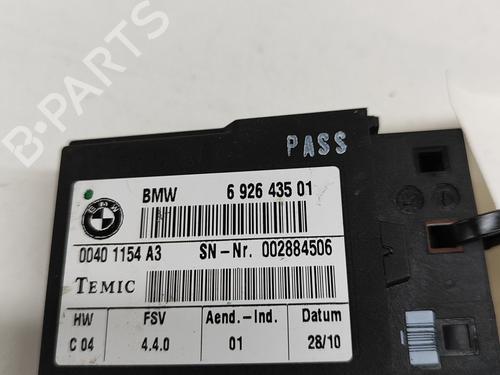 B-PARTS
PASS
BMW 6 926 435 01
BMW
0040 1154 A3 SN-Nr. 002884506
TEMIC
HW FSV Aend.-Ind. Datum
C 04 4.4.0 01 28/10